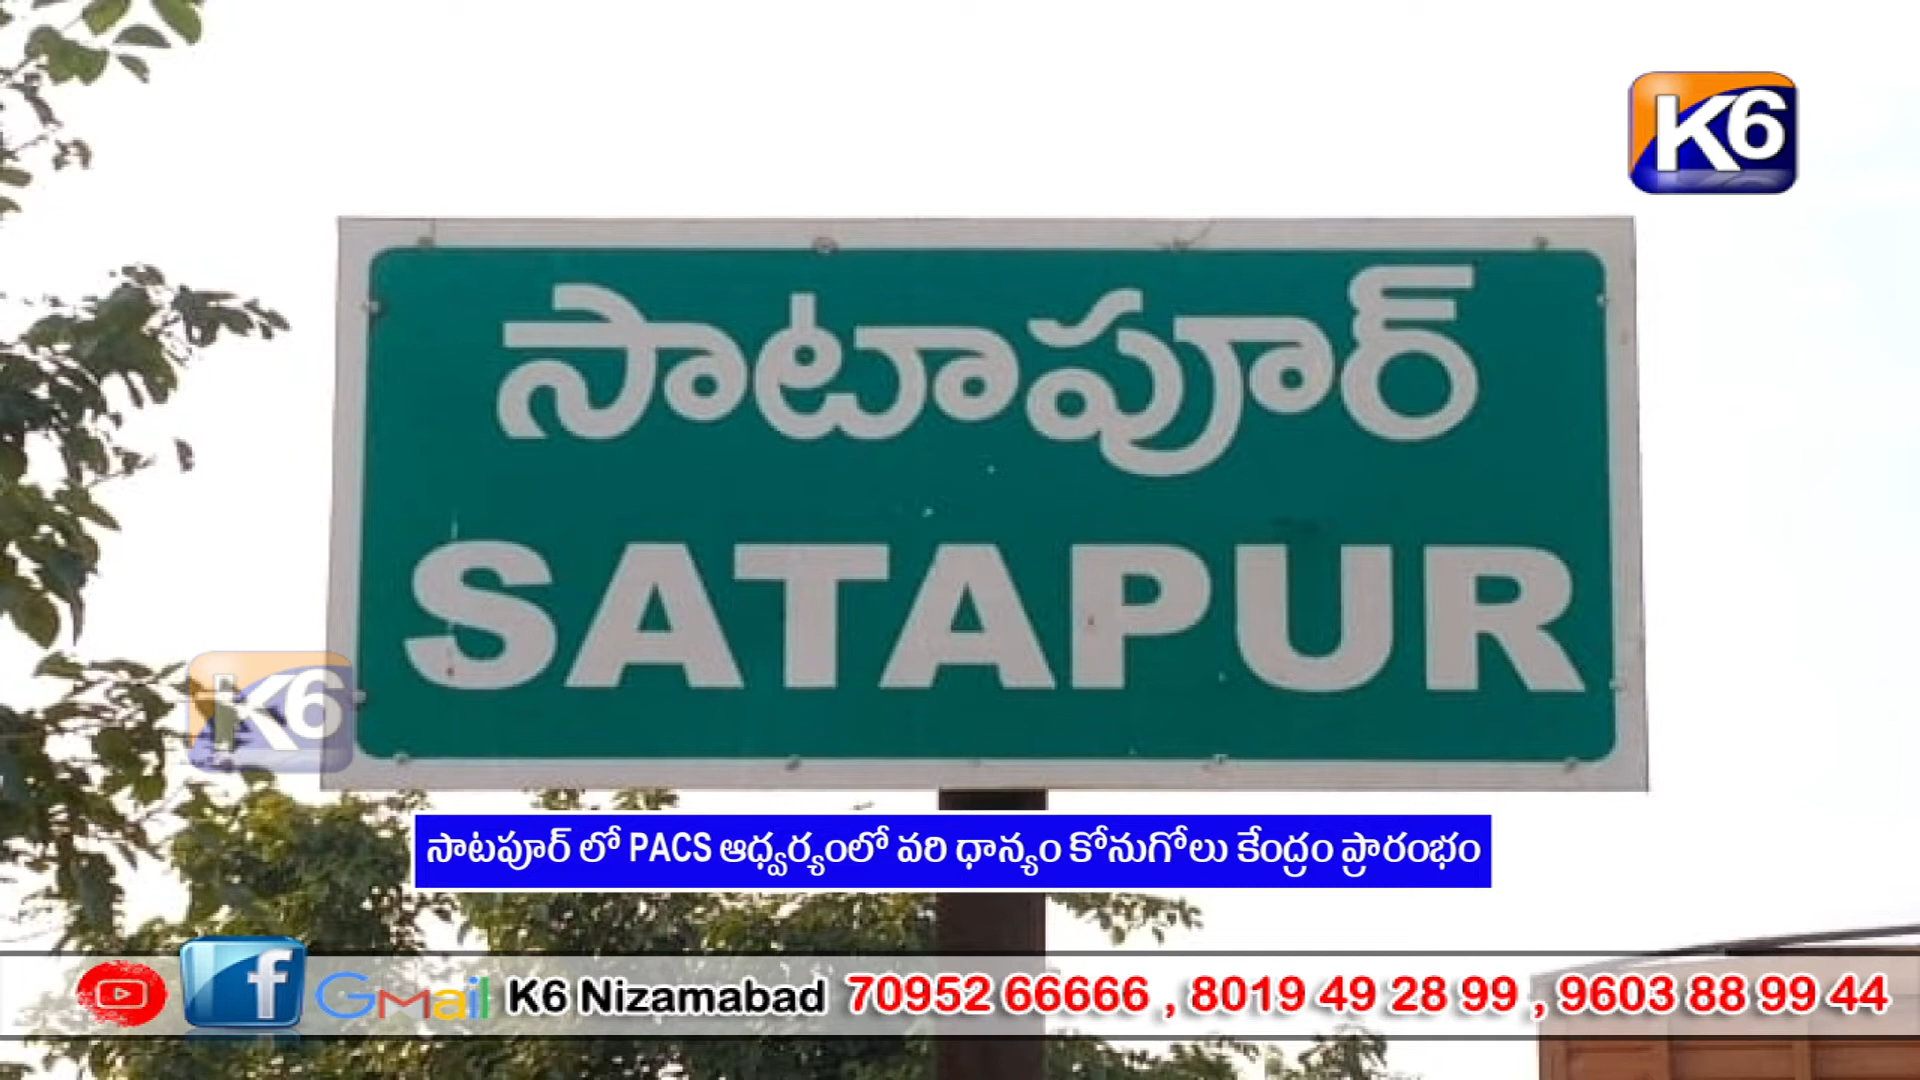 K6
సాటాపూర్
SATAPUR
K6
సాటపూర్ లో PACS ఆధ్వర్యంలో వరి ధాన్యం కోనుగోలు కేంద్రం ప్రారంభం
f Gmail K6 Nizamabad 70952 66666 , 8019 49 28 99 , 9603 88 99 44